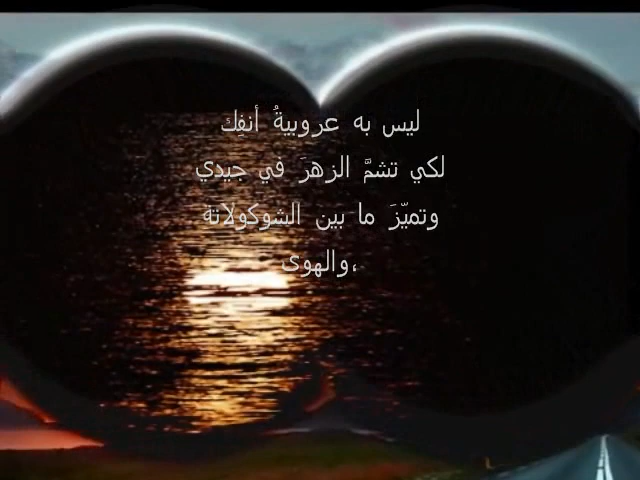 ليس به عروبيةُ أنفِك
لكي تشمَّ الزهرَ في جيدي
وتميّزَ ما بين الشوكولاته
،والهوى